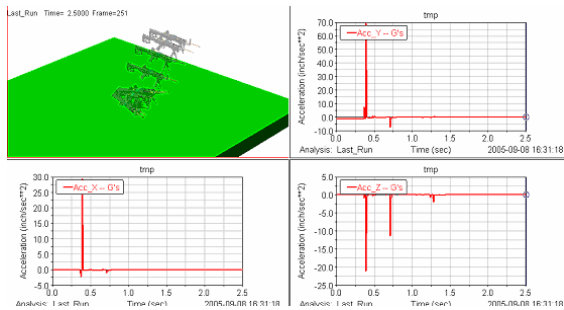 Last_Run Time= 2.5000 Frame=251
tmp
Acc_Y -- G's
Acceleration (inch/sec**2)
70.0
60.0
50.0
40.0
30.0
20.0
10.0
0.0
-10.0
0.0 0.5 1.0 1.5 2.0 2.5
Analysis: Last_Run Time (sec) 2005-09-08 16:31:18
tmp
Acc_X -- G's
Acceleration (inch/sec**2)
30.0
25.0
20.0
15.0
10.0
5.0
0.0
-5.0
0.0 0.5 1.0 1.5 2.0 2.5
Analysis: Last_Run Time (sec) 2005-09-08 16:31:18
tmp
Acc_Z -- G's
Acceleration (inch/sec**2)
5.0
0.0
-5.0
-10.0
-15.0
-20.0
-25.0
0.0 0.5 1.0 1.5 2.0 2.5
Analysis: Last_Run Time (sec) 2005-09-08 16:31:18